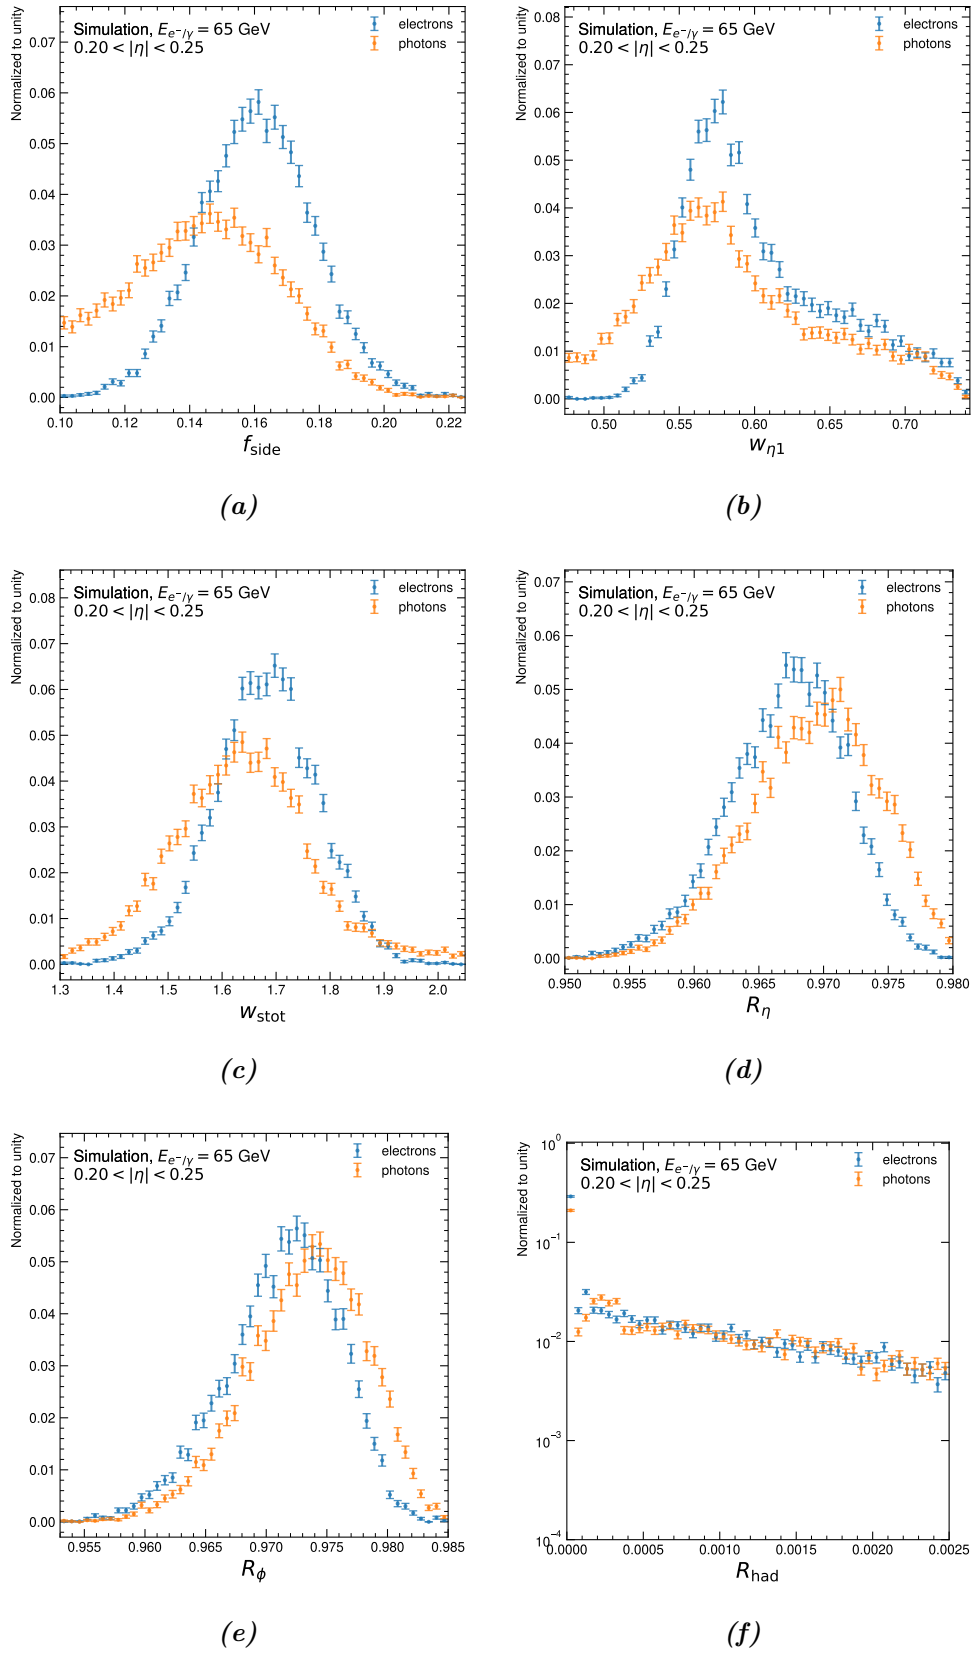 Normalized to unity
Simulation, E_{e⁻/γ} = 65 GeV
0.20 < |η| < 0.25
electrons
photons
0.07
0.06
0.05
0.04
0.03
0.02
0.01
0.00
0.10 0.12 0.14 0.16 0.18 0.20 0.22
f_side
(a)
Normalized to unity
Simulation, E_{e⁻/γ} = 65 GeV
0.20 < |η| < 0.25
electrons
photons
0.08
0.07
0.06
0.05
0.04
0.03
0.02
0.01
0.00
0.50 0.55 0.60 0.65 0.70
w_{η1}
(b)
Normalized to unity
Simulation, E_{e⁻/γ} = 65 GeV
0.20 < |η| < 0.25
electrons
photons
0.08
0.07
0.06
0.05
0.04
0.03
0.02
0.01
0.00
1.3 1.4 1.5 1.6 1.7 1.8 1.9 2.0
w_stot
(c)
Normalized to unity
Simulation, E_{e⁻/γ} = 65 GeV
0.20 < |η| < 0.25
electrons
photons
0.07
0.06
0.05
0.04
0.03
0.02
0.01
0.00
0.950 0.955 0.960 0.965 0.970 0.975 0.980
R_η
(d)
Normalized to unity
Simulation, E_{e⁻/γ} = 65 GeV
0.20 < |η| < 0.25
electrons
photons
0.07
0.06
0.05
0.04
0.03
0.02
0.01
0.00
0.955 0.960 0.965 0.970 0.975 0.980 0.985
R_ϕ
(e)
Normalized to unity
Simulation, E_{e⁻/γ} = 65 GeV
0.20 < |η| < 0.25
electrons
photons
10⁰
10⁻¹
10⁻²
10⁻³
10⁻⁴
0.0000 0.0005 0.0010 0.0015 0.0020 0.0025
R_had
(f)